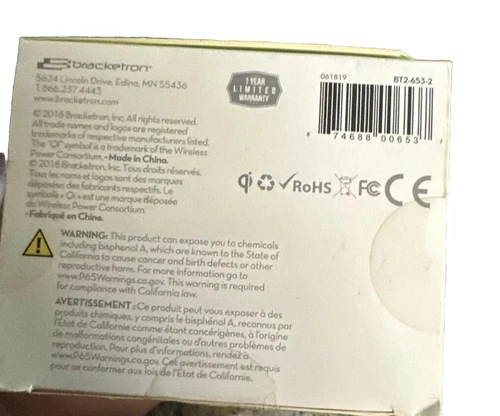 bracketron®
5624 Lincoln Drive, Edina, MN 55436
1.866.237.4443
www.bracketron.com
© 2018 Bracketron, Inc. All rights reserved.
All trade names and logos are registered
trademarks of respective manufacturers listed.
The "Qi" symbol is a trademark of the Wireless
Power Consortium. • Made in China.
© 2018 Bracketron, Inc. Tous droits réservés.
Tous les noms et logos sont des marques
déposées des fabricants respectifs. Le
symbole « Qi » est une marque déposée
du Wireless Power Consortium.
• Fabriqué en Chine.
1 YEAR
LIMITED
WARRANTY
061819
BT2-653-2
8 74688 00653 7
qi ✓RoHS FC CE
WARNING: This product can expose you to chemicals
including bisphenol A, which are known to the State of
California to cause cancer and birth defects or other
reproductive harm. For more information go to
www.P65Warnings.ca.gov. This warning is required
for compliance with California law.
AVERTISSEMENT : Ce produit peut vous exposer à des
produits chimiques, y compris le bisphénol A, reconnus par
l'État de Californie comme étant cancérigènes, à l'origine
de malformations congénitales ou d'autres problèmes de
reproduction. Pour plus d'informations, rendez à
www.P65Warnings.ca.gov. Cet avertissement est requis
pour se conformer aux lois de l'État de Californie.